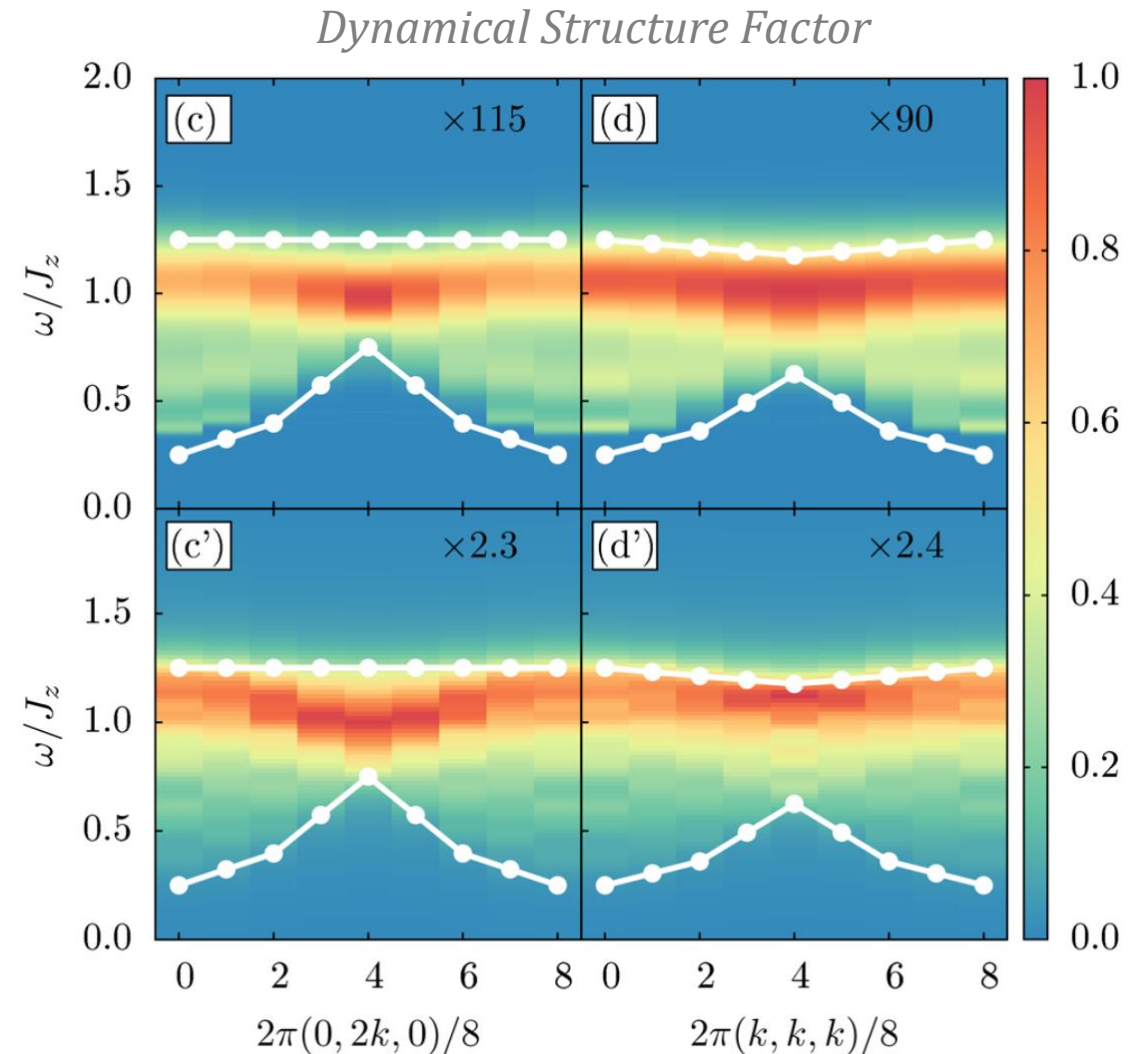 Dynamical Structure Factor
2.0
(c)
×115
(d)
×90
1.0
1.5
0.8
ω/J_z
1.0
0.6
0.5
0.0
(c')
×2.3
(d')
×2.4
0.4
1.5
ω/J_z
1.0
0.2
0.5
0.0
0.0
0 2 4 6 8
0 2 4 6 8
2π(0, 2k, 0)/8
2π(k, k, k)/8